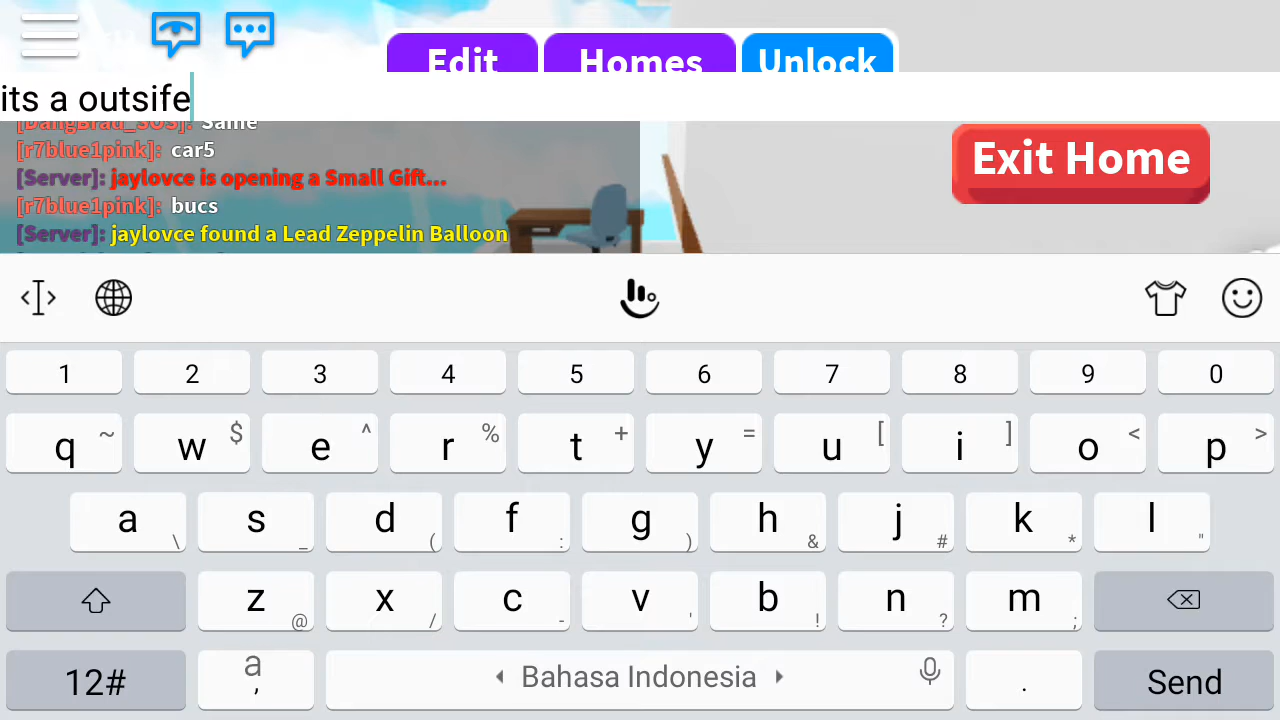 Edit Homes Unlock
its a outsife
[DangBrad_SOS]: Same
[r7blue1pink]: car5
Exit Home
[Server]: jaylovce is opening a Small Gift...
[r7blue1pink]: bucs
[Server]: jaylovce found a Lead Zeppelin Balloon
1 2 3 4 5 6 7 8 9 0
q ~ w $ e ^ r % t + y = u [ i ] o < p >
a \ s _ d ( f : g ) h & j # k * l "
z @ x / c - v ' b ! n ? m ;
12# a , Bahasa Indonesia . Send